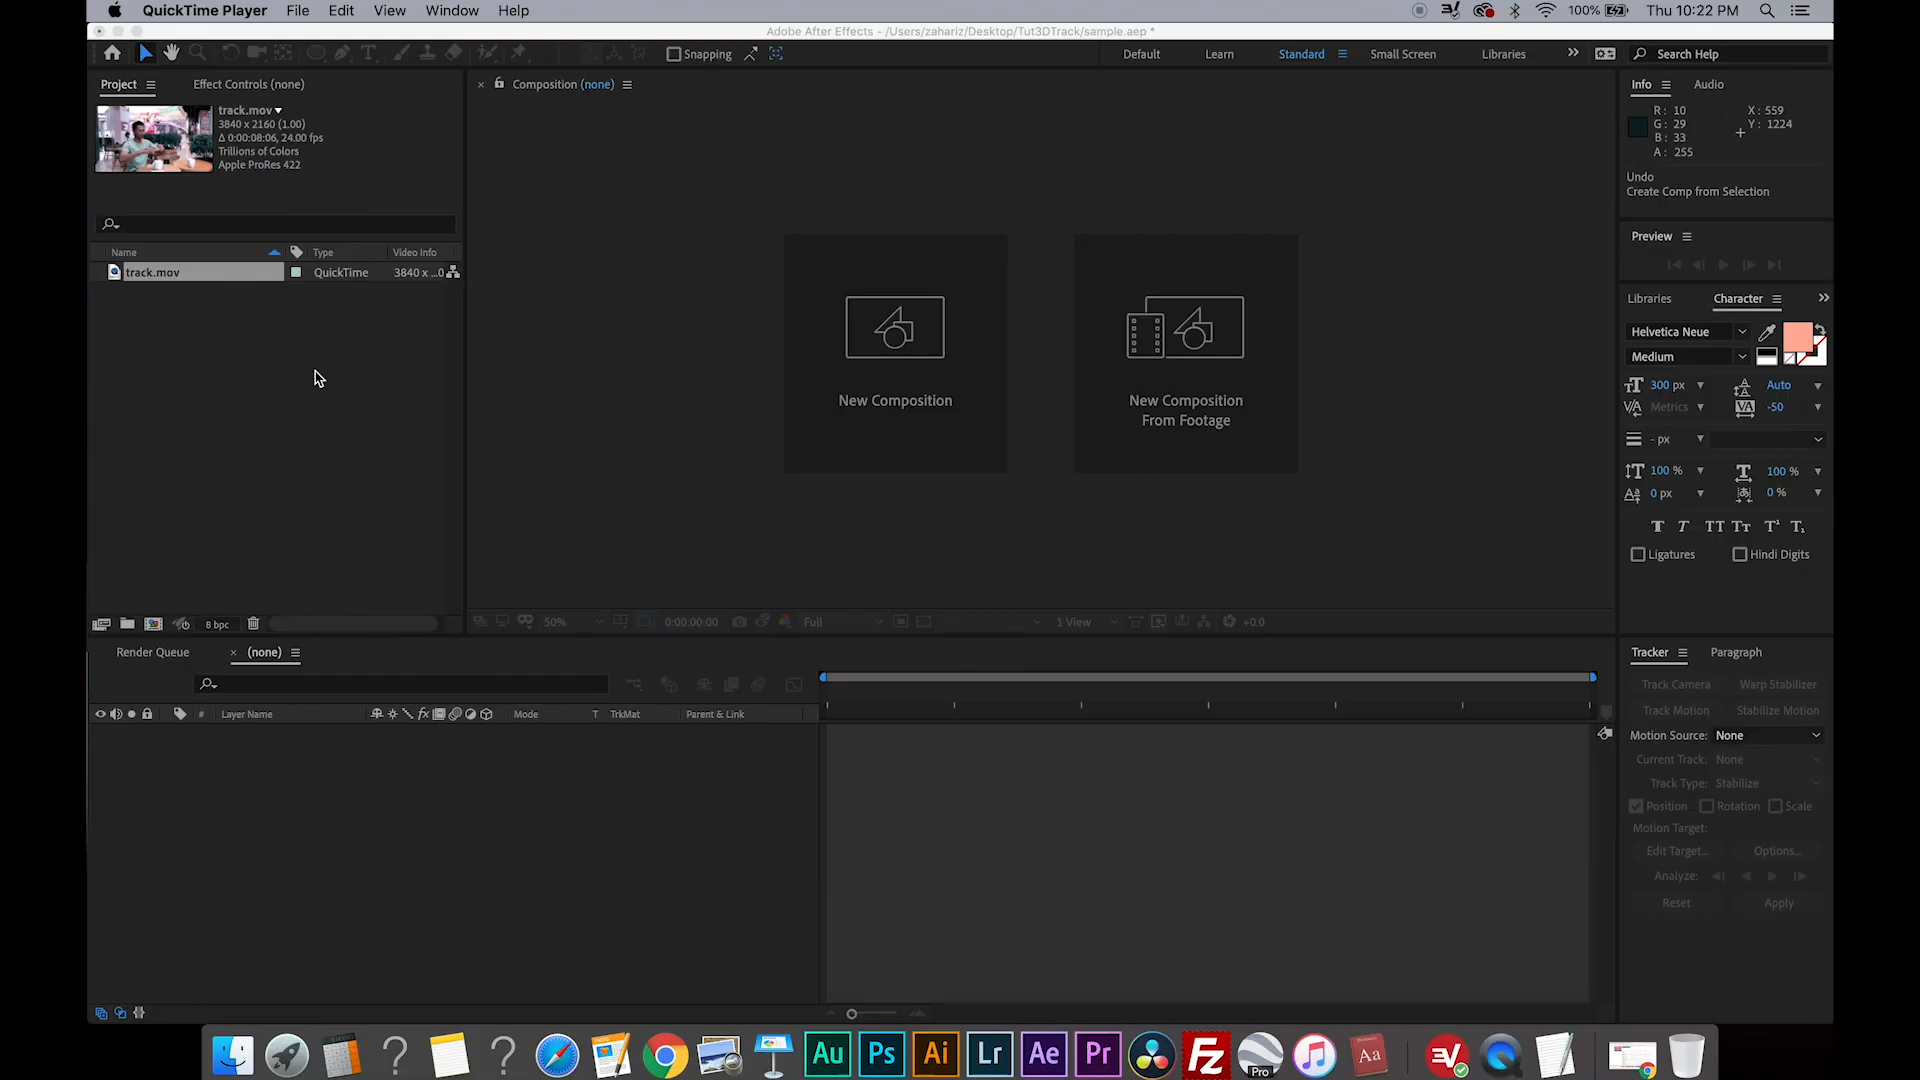 QuickTime Player File Edit View Window Help
100% Thu 10:22 PM
Adobe After Effects - /Users/zahariz/Desktop/Tut3DTrack/sample.aep *
Snapping
Default Learn Standard Small Screen Libraries Search Help
Project Effect Controls (none)
Composition (none)
Info Audio
track.mov
3840 x 2160 (1.00)
Δ 0:00:08:06, 24.00 fps
Trillions of Colors
Apple ProRes 422
R: 10 X: 559
G: 29 Y: 1224
B: 33
A: 255
Undo
Create Comp from Selection
Preview
Name Type Video Info
track.mov QuickTime 3840 x ...0
New Composition
New Composition
From Footage
Libraries Character
Helvetica Neue
Medium
300 px Auto
Metrics -50
- px
100 % 100 %
0 px 0 %
T T TT Tт T¹ T₁
Ligatures Hindi Digits
8 bpc
50% 0:00:00:00 Full 1 View +0.0
Render Queue (none)
# Layer Name fx Mode T TrkMat Parent & Link
Tracker Paragraph
Track Camera Warp Stabilizer
Track Motion Stabilize Motion
Motion Source: None
Current Track: None
Track Type: Stabilize
Position Rotation Scale
Motion Target:
Edit Target... Options...
Analyze:
Reset Apply
Au Ps Ai Lr Ae Pr Fz Pro Aa